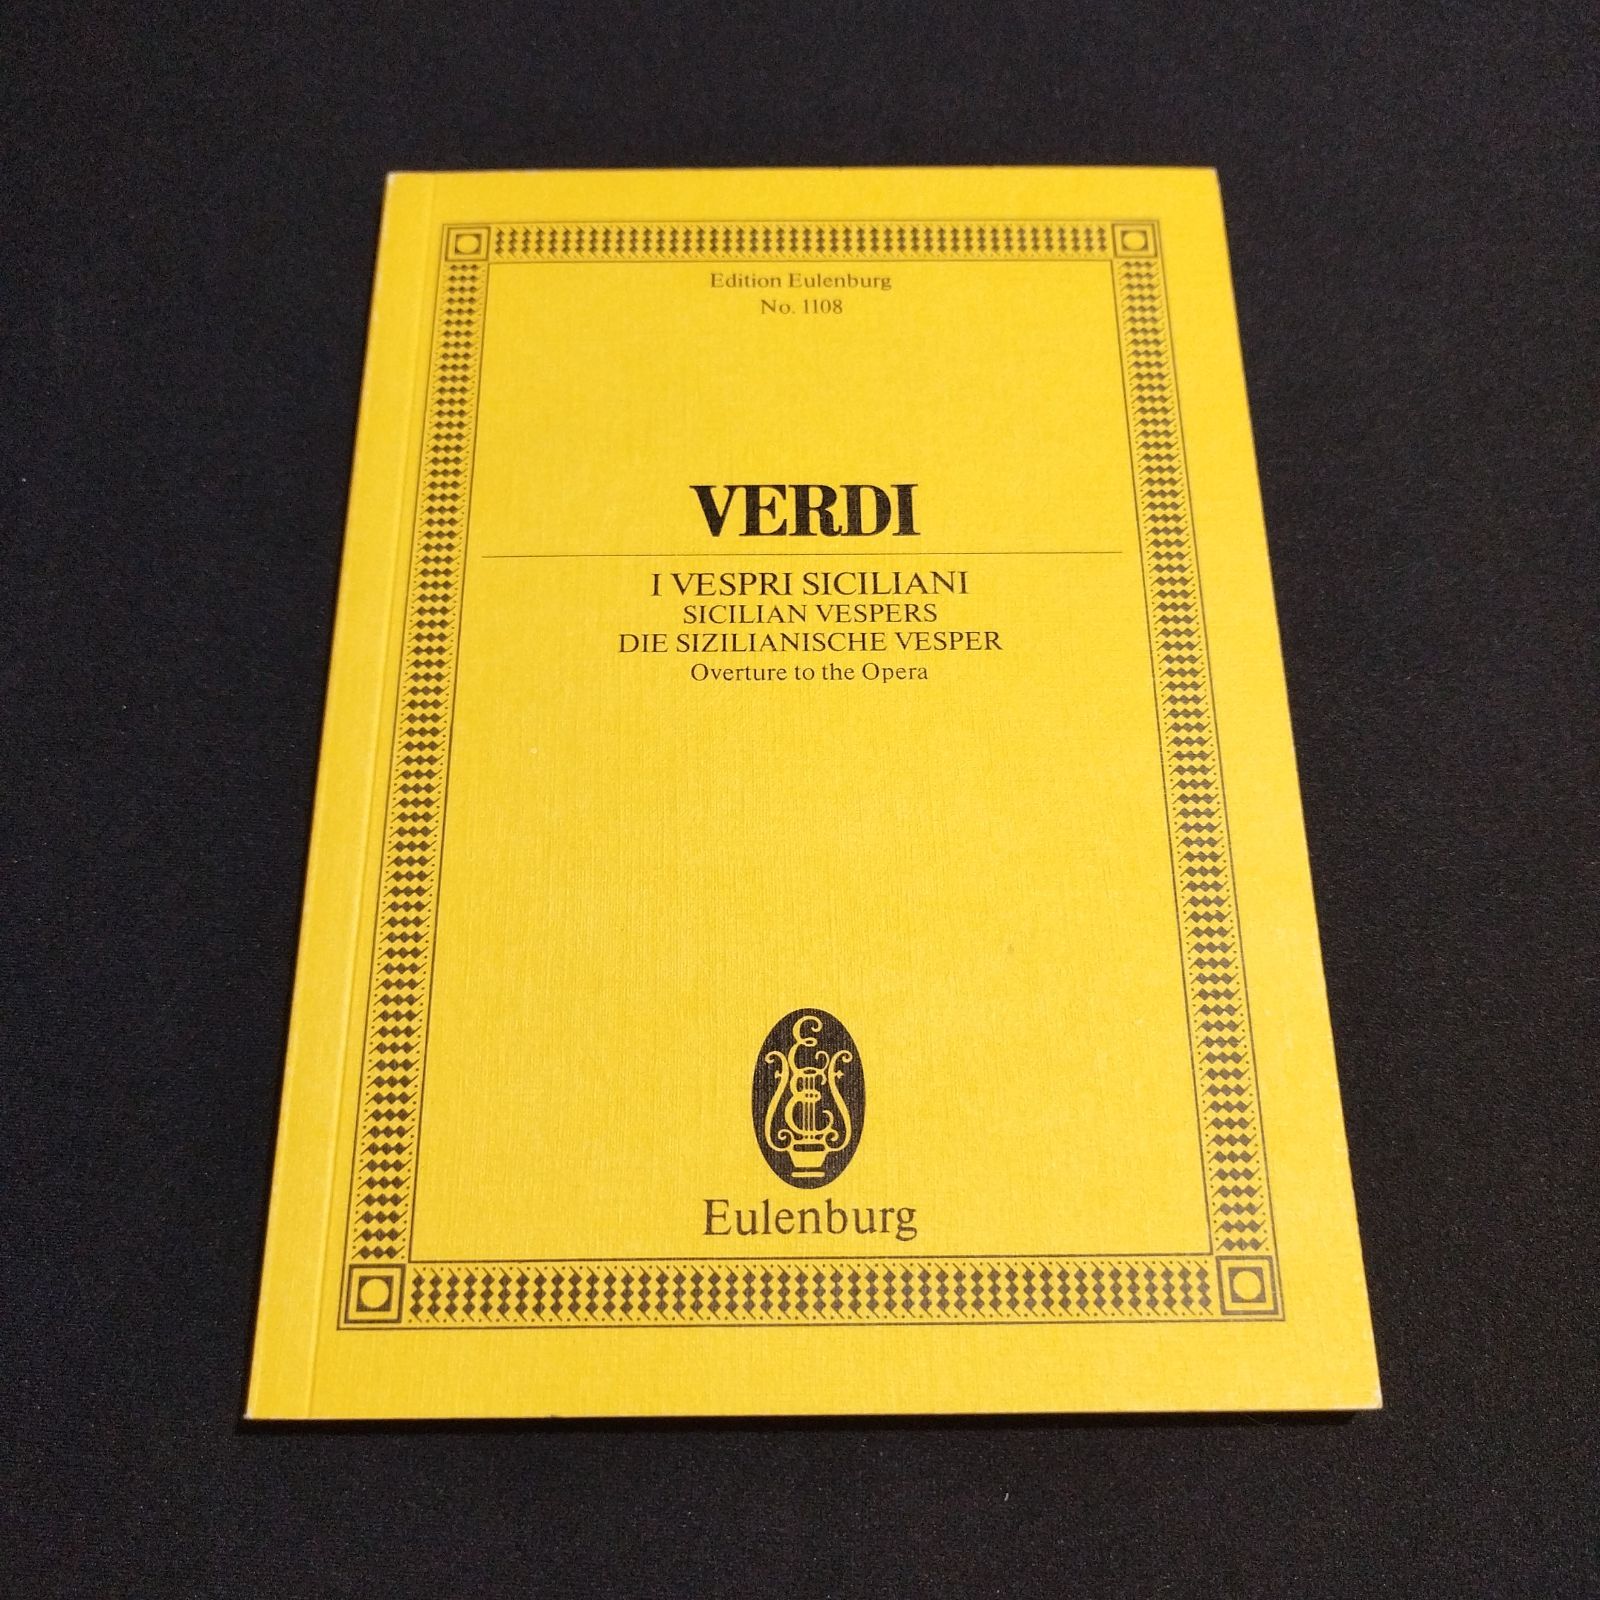 Edition Eulenburg
No. 1108
VERDI
I VESPRI SICILIANI
SICILIAN VESPERS
DIE SIZILIANISCHE VESPER
Overture to the Opera
Eulenburg